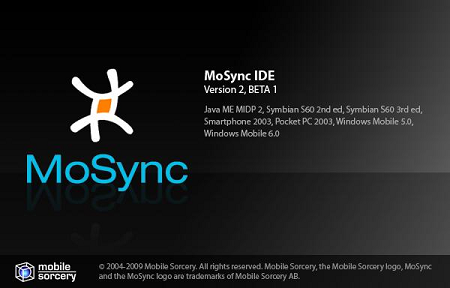 MoSync IDE
Version 2, BETA 1
Java ME MIDP 2, Symbian S60 2nd ed, Symbian S60 3rd ed,
Smartphone 2003, Pocket PC 2003, Windows Mobile 5.0,
Windows Mobile 6.0
MoSync
mobile
sorcery
© 2004-2009 Mobile Sorcery. All rights reserved. Mobile Sorcery, the Mobile Sorcery logo, MoSync
and the MoSync logo are trademarks of Mobile Sorcery AB.